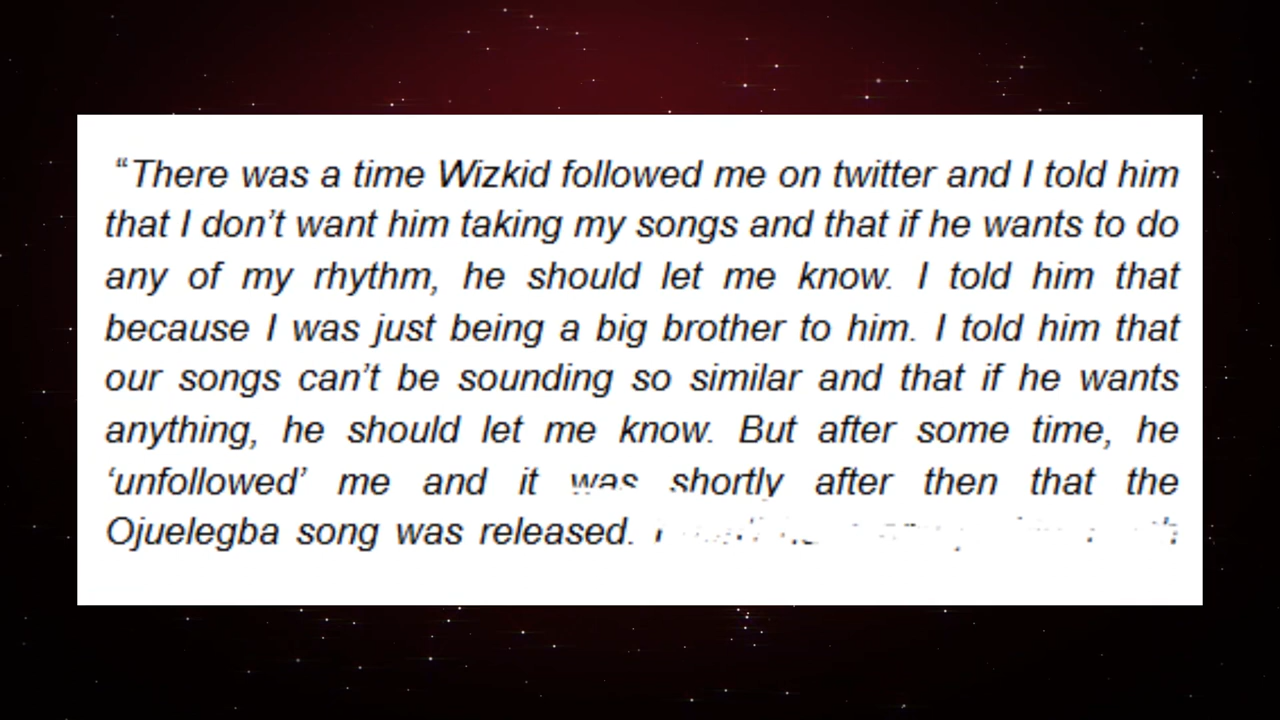 “There was a time Wizkid followed me on twitter and I told him
that I don’t want him taking my songs and that if he wants to do
any of my rhythm, he should let me know. I told him that
because I was just being a big brother to him. I told him that
our songs can’t be sounding so similar and that if he wants
anything, he should let me know. But after some time, he
‘unfollowed’ me and it was shortly after then that the
Ojuelegba song was released.